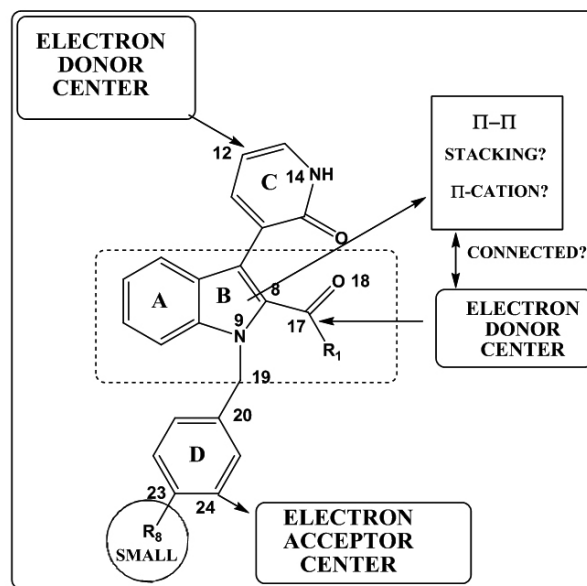 ELECTRON
DONOR
CENTER
Π–Π
STACKING?
Π-CATION?
12
C
14 NH
O
CONNECTED?
A
B
8
O 18
9
N
17
R1
ELECTRON
DONOR
CENTER
19
20
D
23
24
R8
SMALL
ELECTRON
ACCEPTOR
CENTER